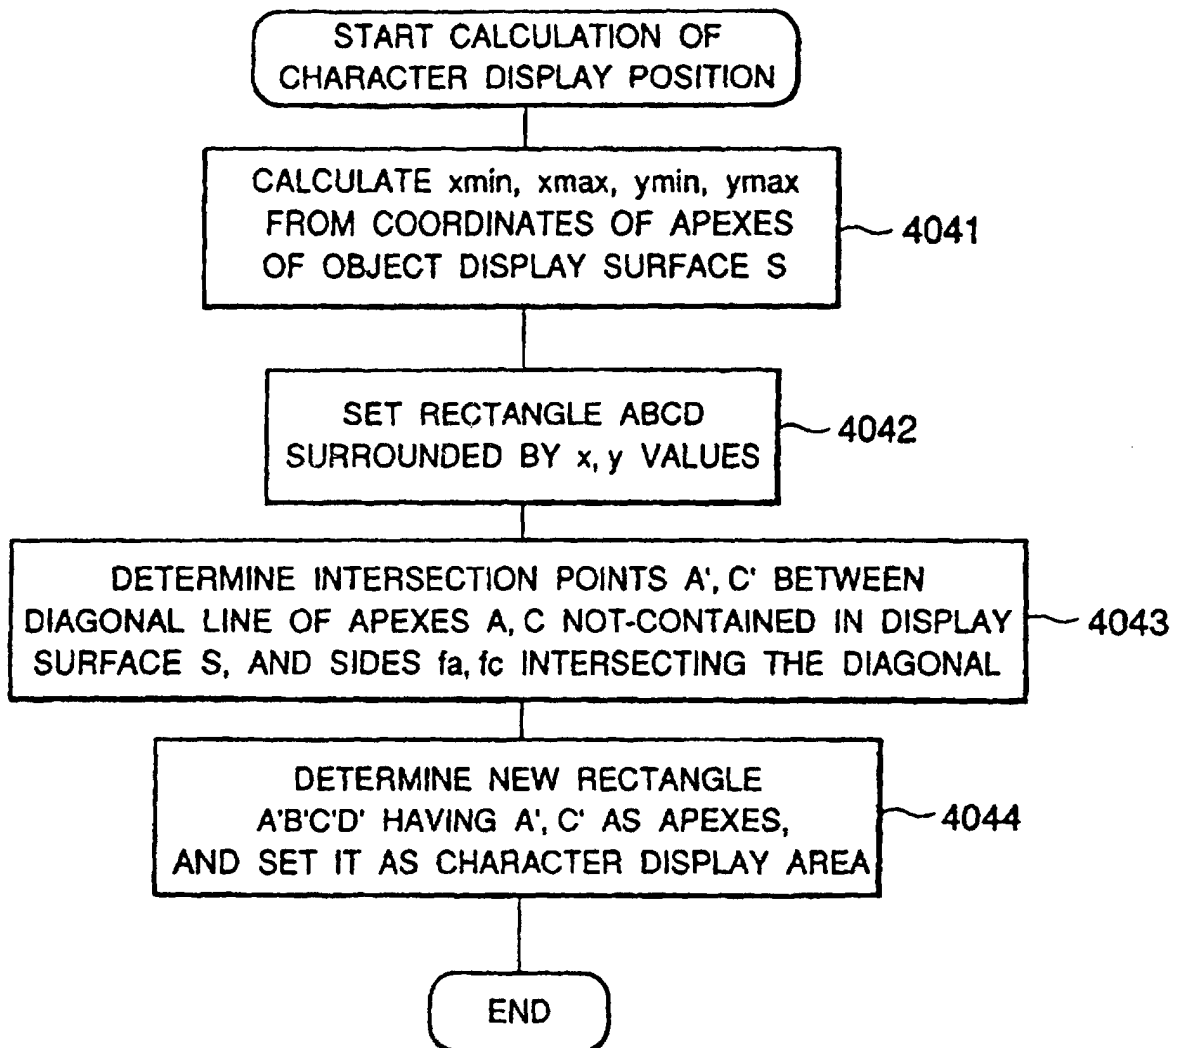 START CALCULATION OF
CHARACTER DISPLAY POSITION
CALCULATE xmin, xmax, ymin, ymax
FROM COORDINATES OF APEXES
OF OBJECT DISPLAY SURFACE S
4041
SET RECTANGLE ABCD
SURROUNDED BY x, y VALUES
4042
DETERMINE INTERSECTION POINTS A', C' BETWEEN
DIAGONAL LINE OF APEXES A, C NOT-CONTAINED IN DISPLAY
SURFACE S, AND SIDES fa, fc INTERSECTING THE DIAGONAL
4043
DETERMINE NEW RECTANGLE
A'B'C'D' HAVING A', C' AS APEXES,
AND SET IT AS CHARACTER DISPLAY AREA
4044
END